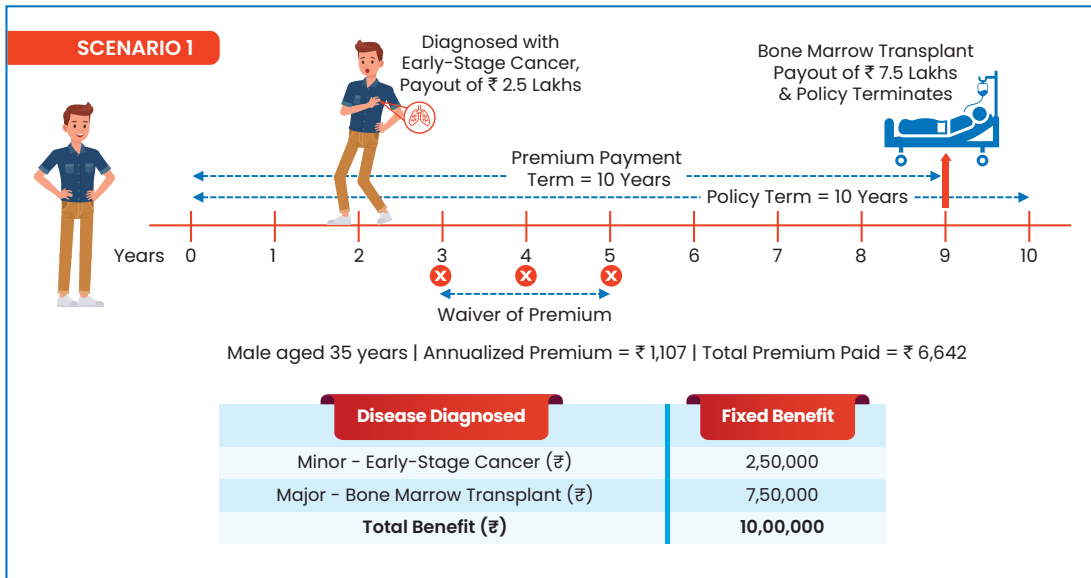 SCENARIO 1
Diagnosed with
Early-Stage Cancer,
Payout of ₹ 2.5 Lakhs
Bone Marrow Transplant
Payout of ₹ 7.5 Lakhs
& Policy Terminates
Premium Payment
Term = 10 Years
Policy Term = 10 Years
Years 0 1 2 3 4 5 6 7 8 9 10
x x x
Waiver of Premium
Male aged 35 years | Annualized Premium = ₹ 1,107 | Total Premium Paid = ₹ 6,642
Disease Diagnosed Fixed Benefit
Minor - Early-Stage Cancer (₹) 2,50,000
Major - Bone Marrow Transplant (₹) 7,50,000
Total Benefit (₹) 10,00,000